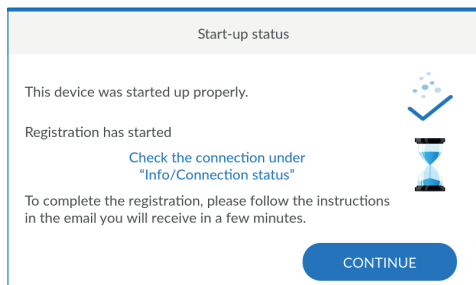 Start-up status
This device was started up properly.
Registration has started
Check the connection under
“Info/Connection status”
To complete the registration, please follow the instructions
in the email you will receive in a few minutes.
CONTINUE